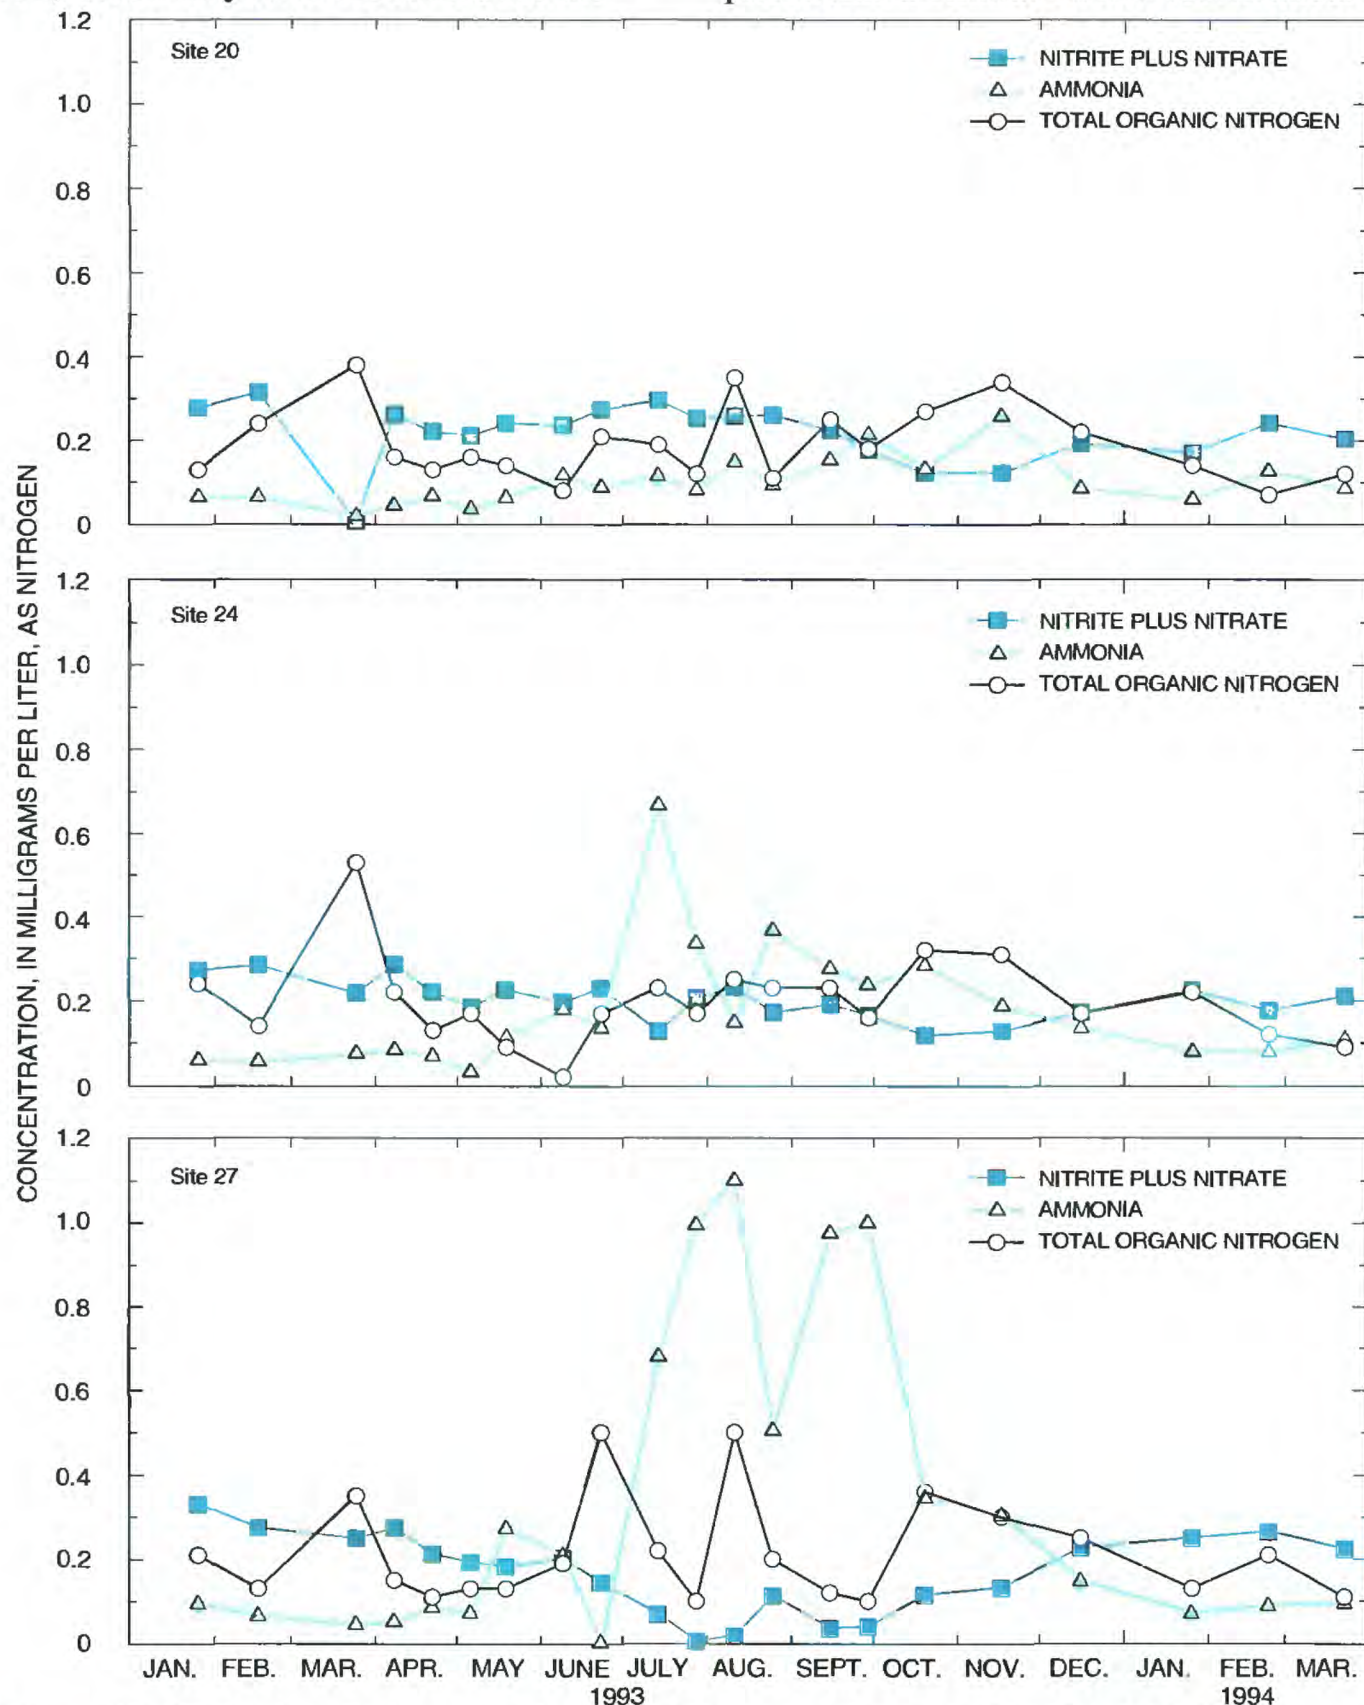 1.2
1.0
0.8
0.6
0.4
0.2
0
Site 20
NITRITE PLUS NITRATE
AMMONIA
TOTAL ORGANIC NITROGEN
CONCENTRATION, IN MILLIGRAMS PER LITER, AS NITROGEN
1.2
1.0
0.8
0.6
0.4
0.2
0
Site 24
NITRITE PLUS NITRATE
AMMONIA
TOTAL ORGANIC NITROGEN
1.2
1.0
0.8
0.6
0.4
0.2
0
Site 27
NITRITE PLUS NITRATE
AMMONIA
TOTAL ORGANIC NITROGEN
JAN. FEB. MAR. APR. MAY JUNE JULY AUG. SEPT. OCT. NOV. DEC. JAN. FEB. MAR.
1993 1994